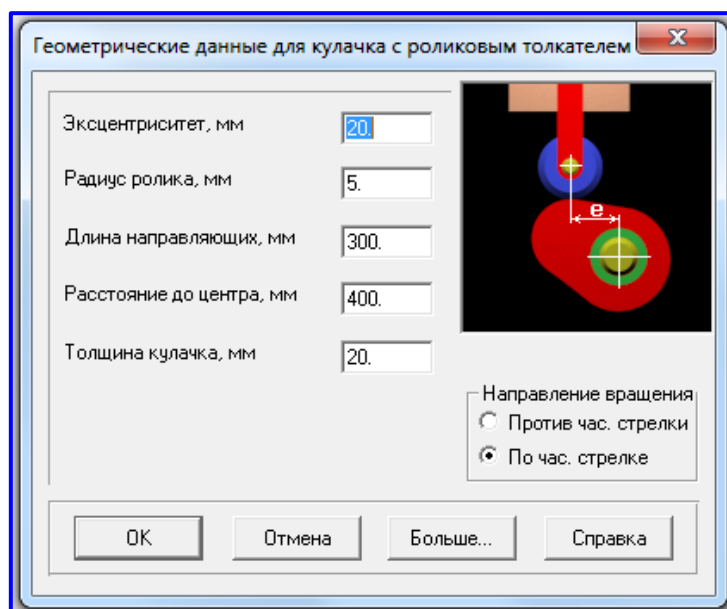 Геометрические данные для кулачка с роликовым толкателем
Эксцентриситет, мм 20.
Радиус ролика, мм 5.
Длина направляющих, мм 300.
Расстояние до центра, мм 400.
Толщина кулачка, мм 20.
e
Направление вращения
Против час. стрелки
По час. стрелке
OK Отмена Больше... Справка